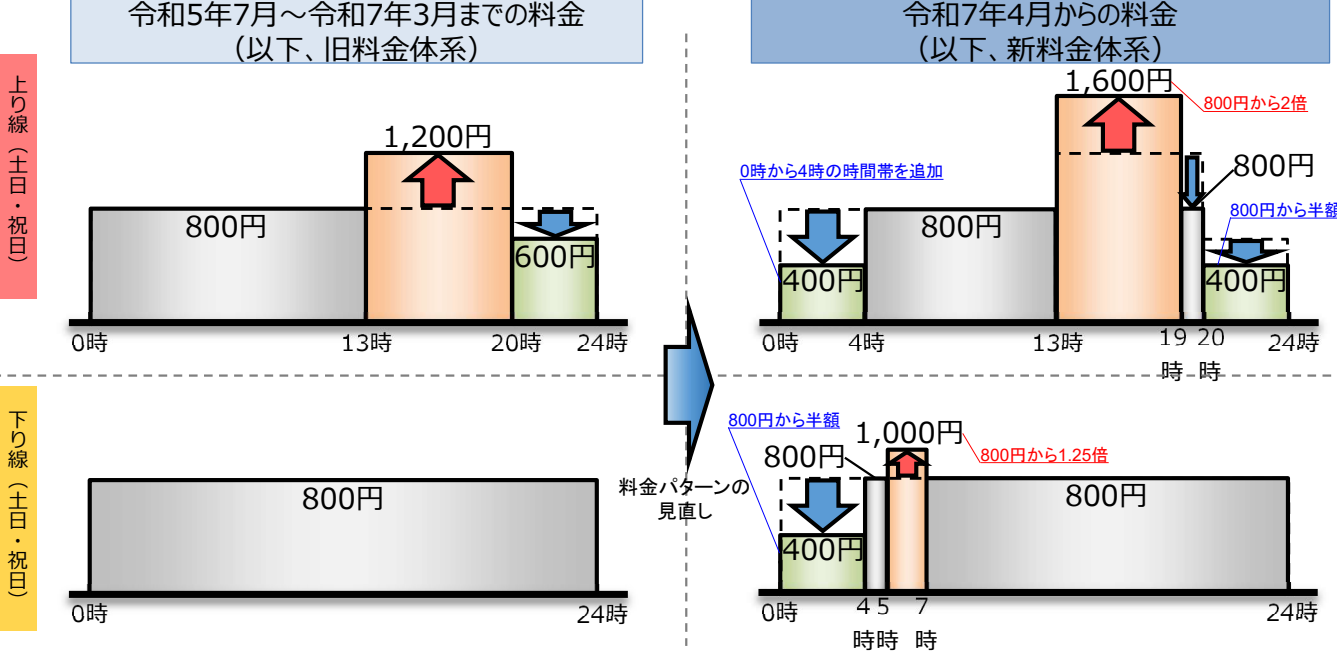 令和5年7月～令和7年3月までの料金
（以下、旧料金体系）
令和7年4月からの料金
（以下、新料金体系）
上り線（土日・祝日）
800円
1,200円
600円
0時
13時
20時
24時
1,600円
800円から2倍
0時から4時の時間帯を追加
800円
800円
800円から半額
400円
400円
0時
4時
13時
19時
20時
24時
下り線（土日・祝日）
800円
0時
24時
料金パターンの
見直し
800円から半額
1,000円
800円から1.25倍
800円
800円
400円
0時
4時
5時
7時
24時